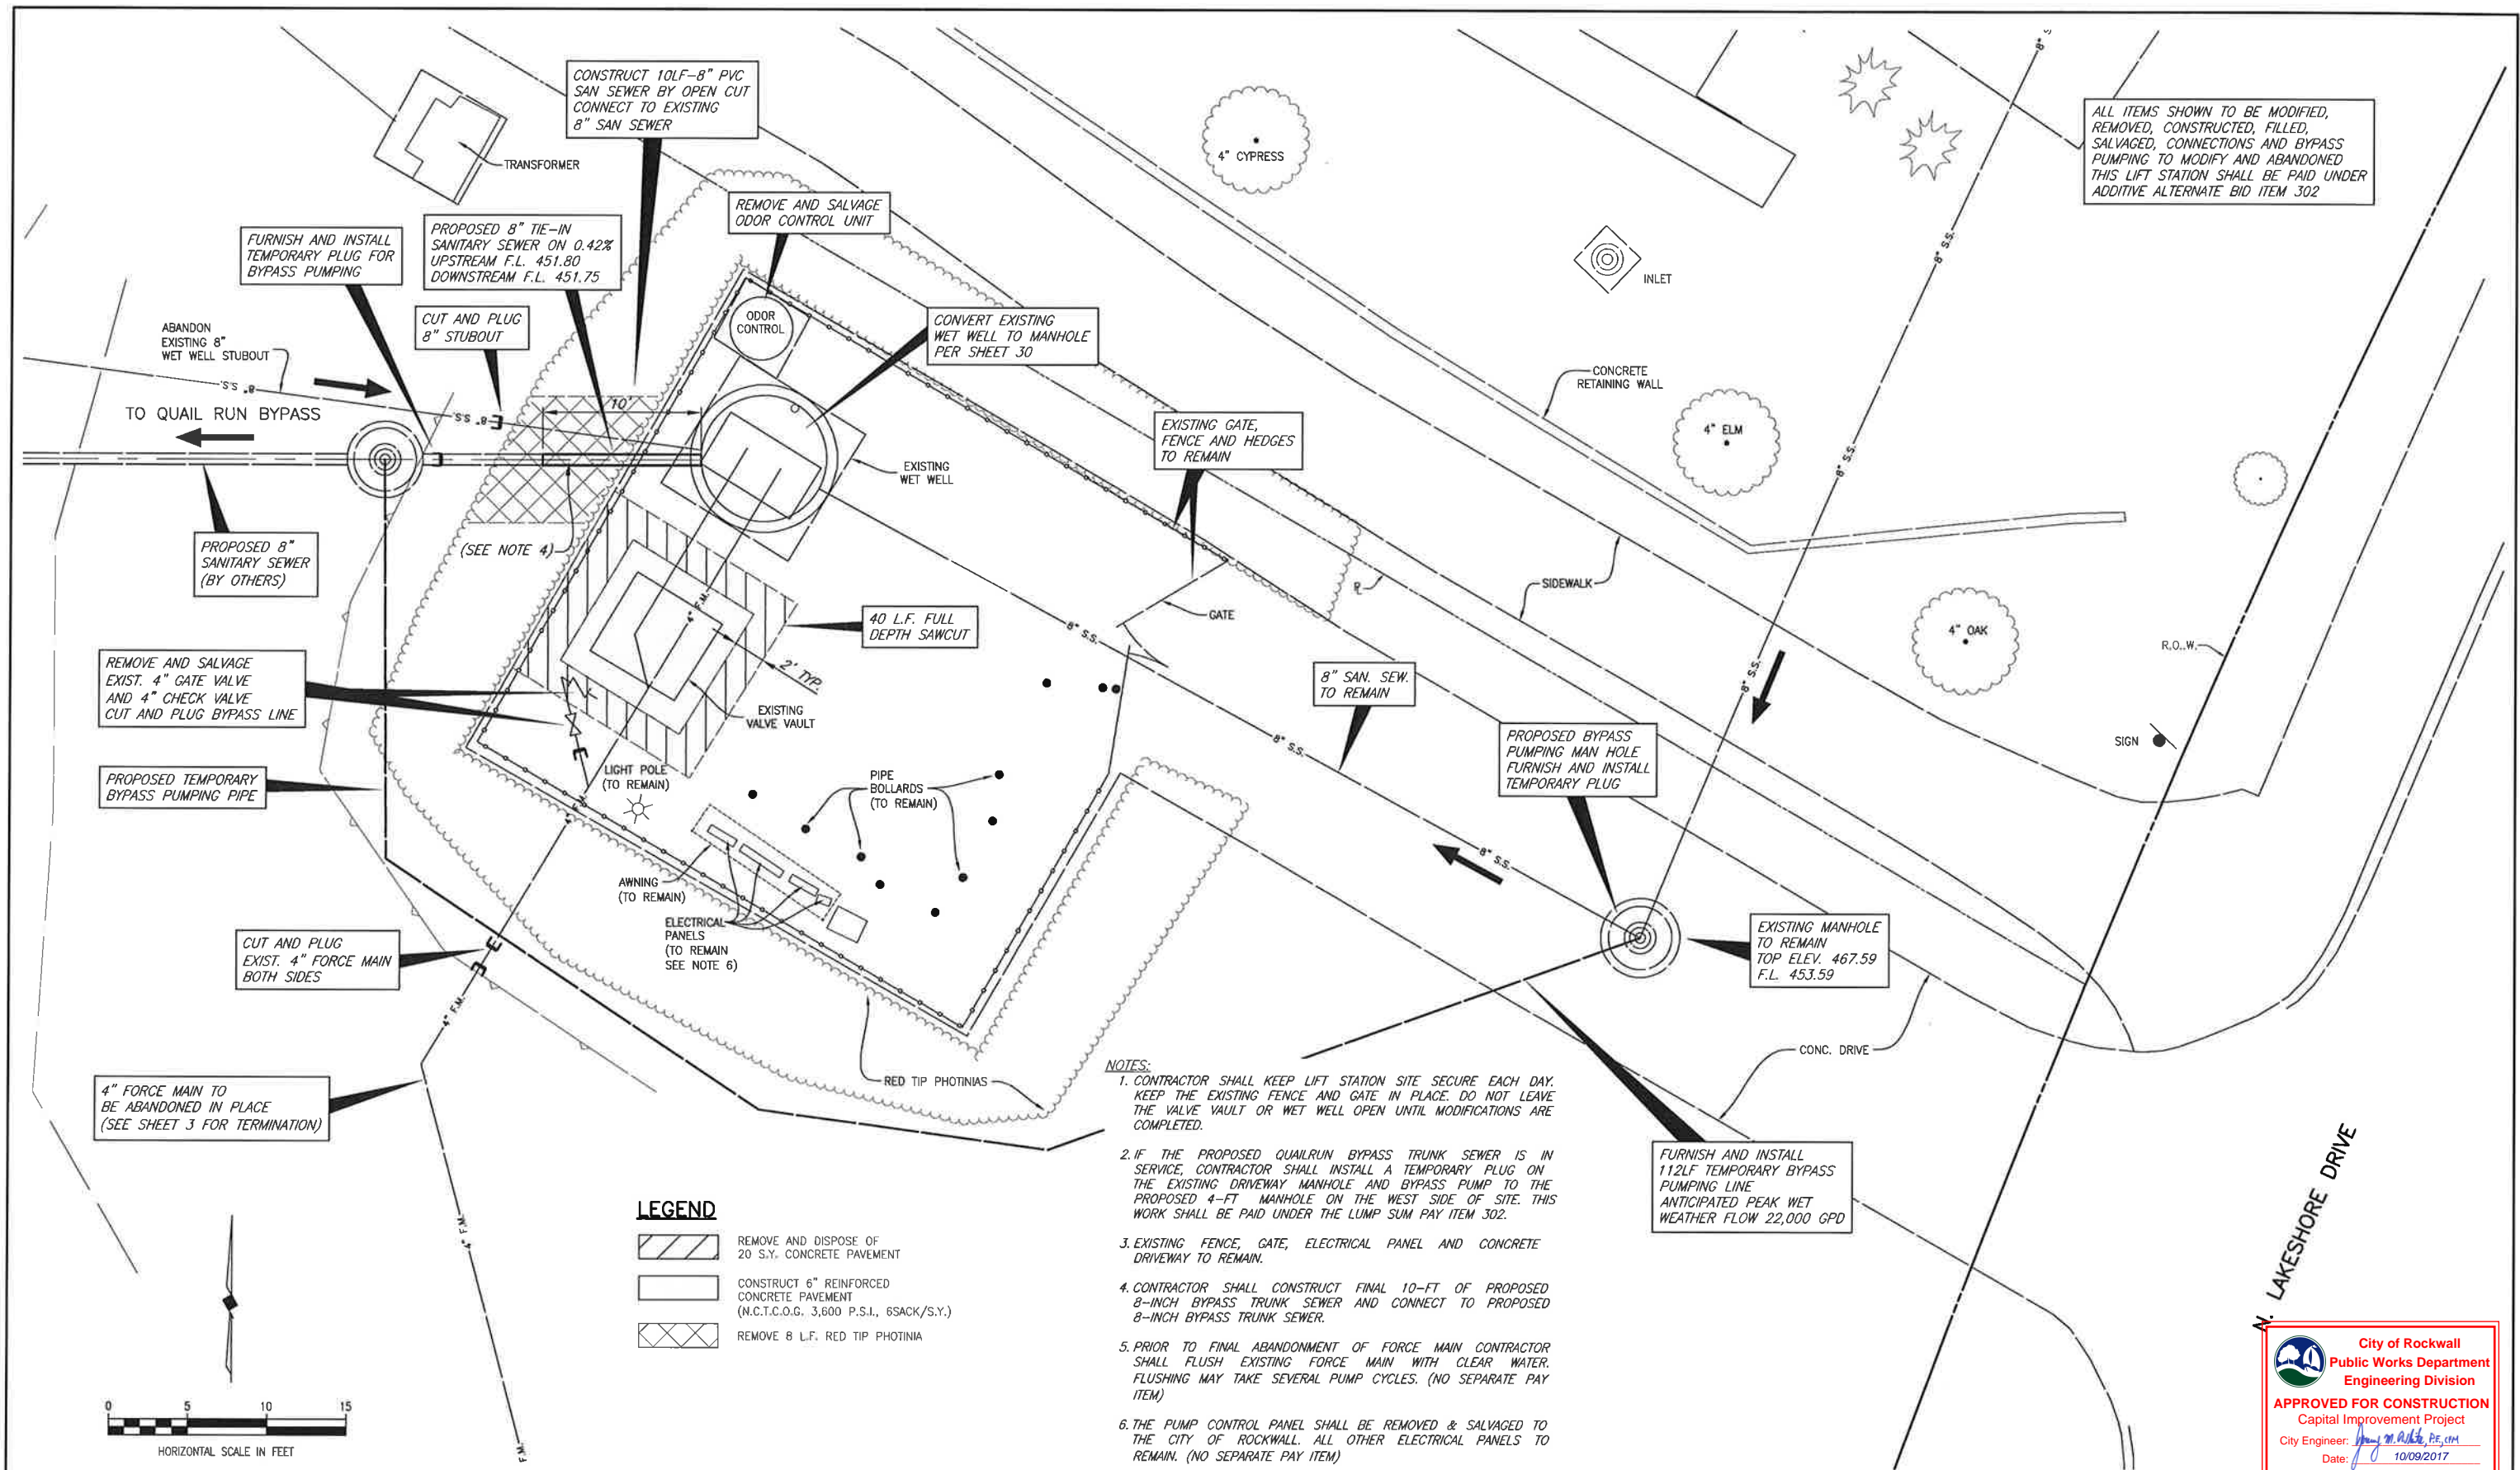 CONSTRUCT 10LF-8" PVC
SAN SEWER BY OPEN CUT
CONNECT TO EXISTING
8" SAN SEWER
ALL ITEMS SHOWN TO BE MODIFIED,
REMOVED, CONSTRUCTED, FILLED,
SALVAGED, CONNECTIONS AND BYPASS
PUMPING TO MODIFY AND ABANDONED
THIS LIFT STATION SHALL BE PAID UNDER
ADDITIVE ALTERNATE BID ITEM 302
8" S.S.
TRANSFORMER
4" CYPRESS
REMOVE AND SALVAGE
ODOR CONTROL UNIT
FURNISH AND INSTALL
TEMPORARY PLUG FOR
BYPASS PUMPING
PROPOSED 8" TIE-IN
SANITARY SEWER ON 0.42%
UPSTREAM F.L. 451.80
DOWNSTREAM F.L. 451.75
8" S.S.
INLET
ABANDON
EXISTING 8"
WET WELL STUBOUT
CUT AND PLUG
8" STUBOUT
ODOR
CONTROL
CONVERT EXISTING
WET WELL TO MANHOLE
PER SHEET 30
CONCRETE
RETAINING WALL
8" S.S.
TO QUAIL RUN BYPASS
8" S.S.
10'
EXISTING GATE,
FENCE AND HEDGES
TO REMAIN
4" ELM
8" S.S.
EXISTING
WET WELL
PROPOSED 8"
SANITARY SEWER
(BY OTHERS)
(SEE NOTE 4)
SIDEWALK
4" F.M.
GATE
40 L.F. FULL
DEPTH SAWCUT
8" S.S.
4" OAK
R.O.W.
REMOVE AND SALVAGE
EXIST. 4" GATE VALVE
AND 4" CHECK VALVE
CUT AND PLUG BYPASS LINE
2' TYP.
EXISTING
VALVE VAULT
8" SAN. SEW.
TO REMAIN
8" S.S.
PROPOSED BYPASS
PUMPING MAN HOLE
FURNISH AND INSTALL
TEMPORARY PLUG
SIGN
8" S.S.
PROPOSED TEMPORARY
BYPASS PUMPING PIPE
LIGHT POLE
(TO REMAIN)
PIPE
BOLLARDS
(TO REMAIN)
4" F.M.
8" S.S.
AWNING
(TO REMAIN)
ELECTRICAL
PANELS
(TO REMAIN
SEE NOTE 6)
CUT AND PLUG
EXIST. 4" FORCE MAIN
BOTH SIDES
EXISTING MANHOLE
TO REMAIN
TOP ELEV. 467.59
F.L. 453.59
4" F.M.
CONC. DRIVE
RED TIP PHOTINIAS
4" FORCE MAIN TO
BE ABANDONED IN PLACE
(SEE SHEET 3 FOR TERMINATION)
NOTES:
1. CONTRACTOR SHALL KEEP LIFT STATION SITE SECURE EACH DAY.
KEEP THE EXISTING FENCE AND GATE IN PLACE. DO NOT LEAVE
THE VALVE VAULT OR WET WELL OPEN UNTIL MODIFICATIONS ARE
COMPLETED.
2. IF THE PROPOSED QUAILRUN BYPASS TRUNK SEWER IS IN
SERVICE, CONTRACTOR SHALL INSTALL A TEMPORARY PLUG ON
THE EXISTING DRIVEWAY MANHOLE AND BYPASS PUMP TO THE
PROPOSED 4-FT MANHOLE ON THE WEST SIDE OF SITE. THIS
WORK SHALL BE PAID UNDER THE LUMP SUM PAY ITEM 302.
3. EXISTING FENCE, GATE, ELECTRICAL PANEL AND CONCRETE
DRIVEWAY TO REMAIN.
4. CONTRACTOR SHALL CONSTRUCT FINAL 10-FT OF PROPOSED
8-INCH BYPASS TRUNK SEWER AND CONNECT TO PROPOSED
8-INCH BYPASS TRUNK SEWER.
5. PRIOR TO FINAL ABANDONMENT OF FORCE MAIN CONTRACTOR
SHALL FLUSH EXISTING FORCE MAIN WITH CLEAR WATER.
FLUSHING MAY TAKE SEVERAL PUMP CYCLES. (NO SEPARATE PAY
ITEM)
6. THE PUMP CONTROL PANEL SHALL BE REMOVED & SALVAGED TO
THE CITY OF ROCKWALL. ALL OTHER ELECTRICAL PANELS TO
REMAIN. (NO SEPARATE PAY ITEM)
FURNISH AND INSTALL
112LF TEMPORARY BYPASS
PUMPING LINE
ANTICIPATED PEAK WET
WEATHER FLOW 22,000 GPD
N. LAKESHORE DRIVE
4" F.M.
LEGEND
REMOVE AND DISPOSE OF
20 S.Y. CONCRETE PAVEMENT
CONSTRUCT 6" REINFORCED
CONCRETE PAVEMENT
(N.C.T.C.O.G. 3,600 P.S.I., 6SACK/S.Y.)
REMOVE 8 L.F. RED TIP PHOTINIA
0 5 10 15
HORIZONTAL SCALE IN FEET
F.M.
City of Rockwall
Public Works Department
Engineering Division
APPROVED FOR CONSTRUCTION
Capital Improvement Project
City Engineer:
Date: 10/09/2017